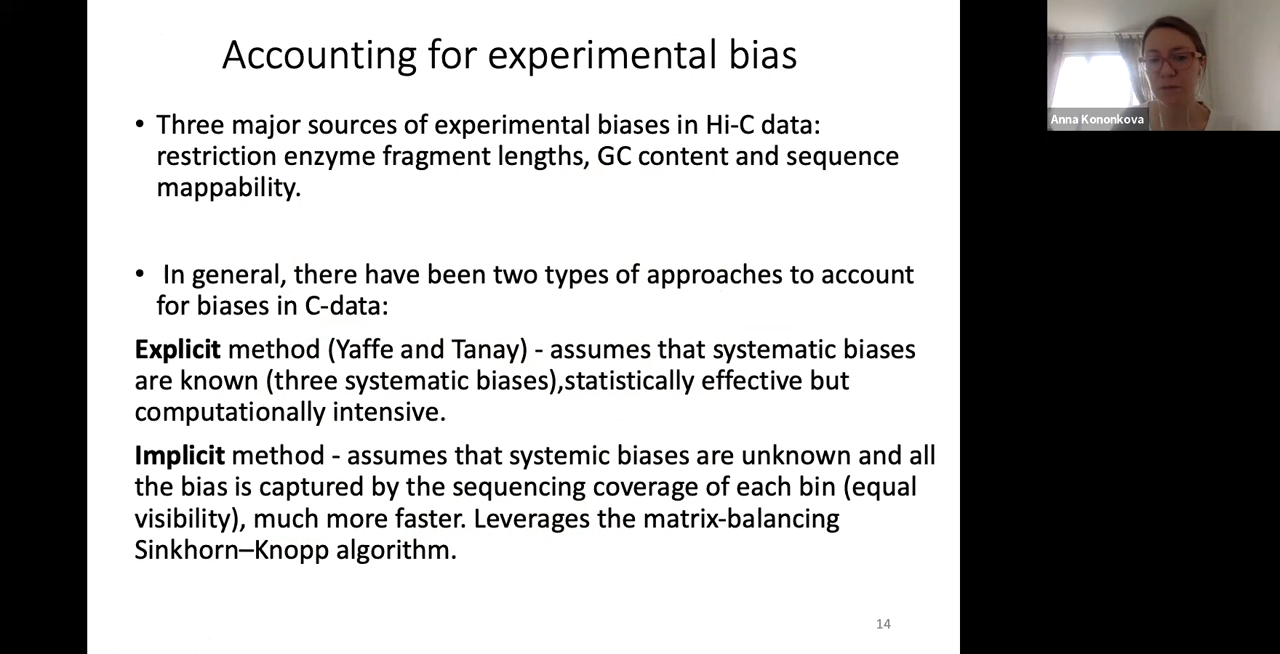 Accounting for experimental bias
• Three major sources of experimental biases in Hi-C data:
restriction enzyme fragment lengths, GC content and sequence
mappability.
• In general, there have been two types of approaches to account
for biases in C-data:
Explicit method (Yaffe and Tanay) - assumes that systematic biases
are known (three systematic biases),statistically effective but
computationally intensive.
Implicit method - assumes that systemic biases are unknown and all
the bias is captured by the sequencing coverage of each bin (equal
visibility), much more faster. Leverages the matrix-balancing
Sinkhorn–Knopp algorithm.
14
Anna Kononkova